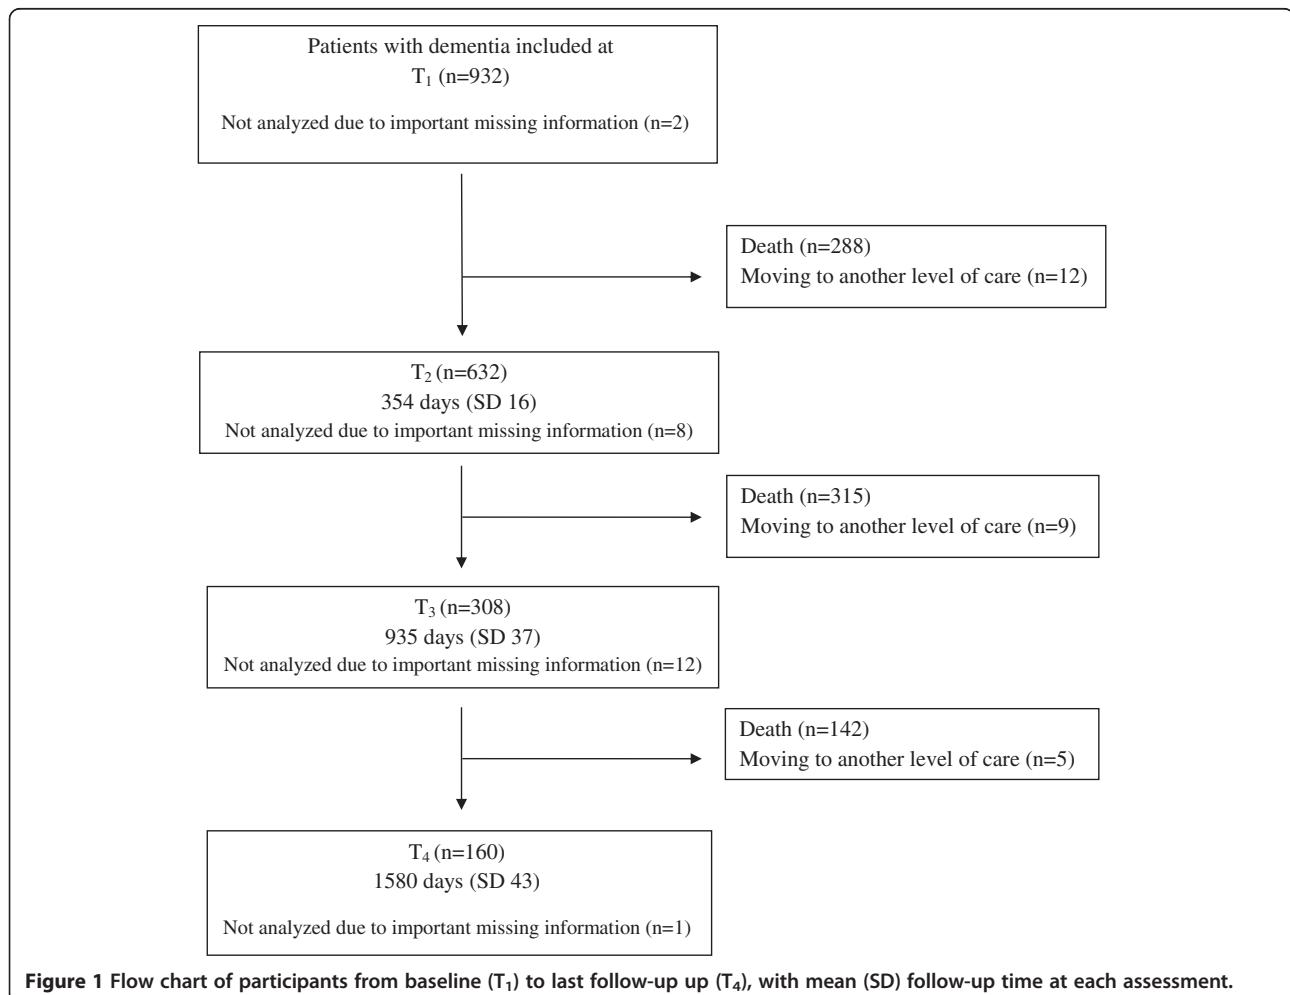 Patients with dementia included at
T₁ (n=932)
Not analyzed due to important missing information (n=2)
Death (n=288)
Moving to another level of care (n=12)
T₂ (n=632)
354 days (SD 16)
Not analyzed due to important missing information (n=8)
Death (n=315)
Moving to another level of care (n=9)
T₃ (n=308)
935 days (SD 37)
Not analyzed due to important missing information (n=12)
Death (n=142)
Moving to another level of care (n=5)
T₄ (n=160)
1580 days (SD 43)
Not analyzed due to important missing information (n=1)
Figure 1 Flow chart of participants from baseline (T₁) to last follow-up up (T₄), with mean (SD) follow-up time at each assessment.